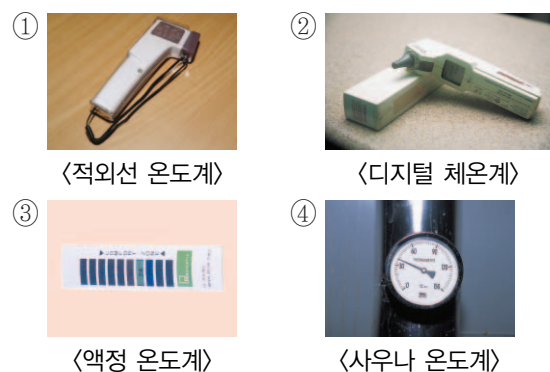 ①
②
〈적외선 온도계〉
〈디지털 체온계〉
③
④
〈액정 온도계〉
〈사우나 온도계〉